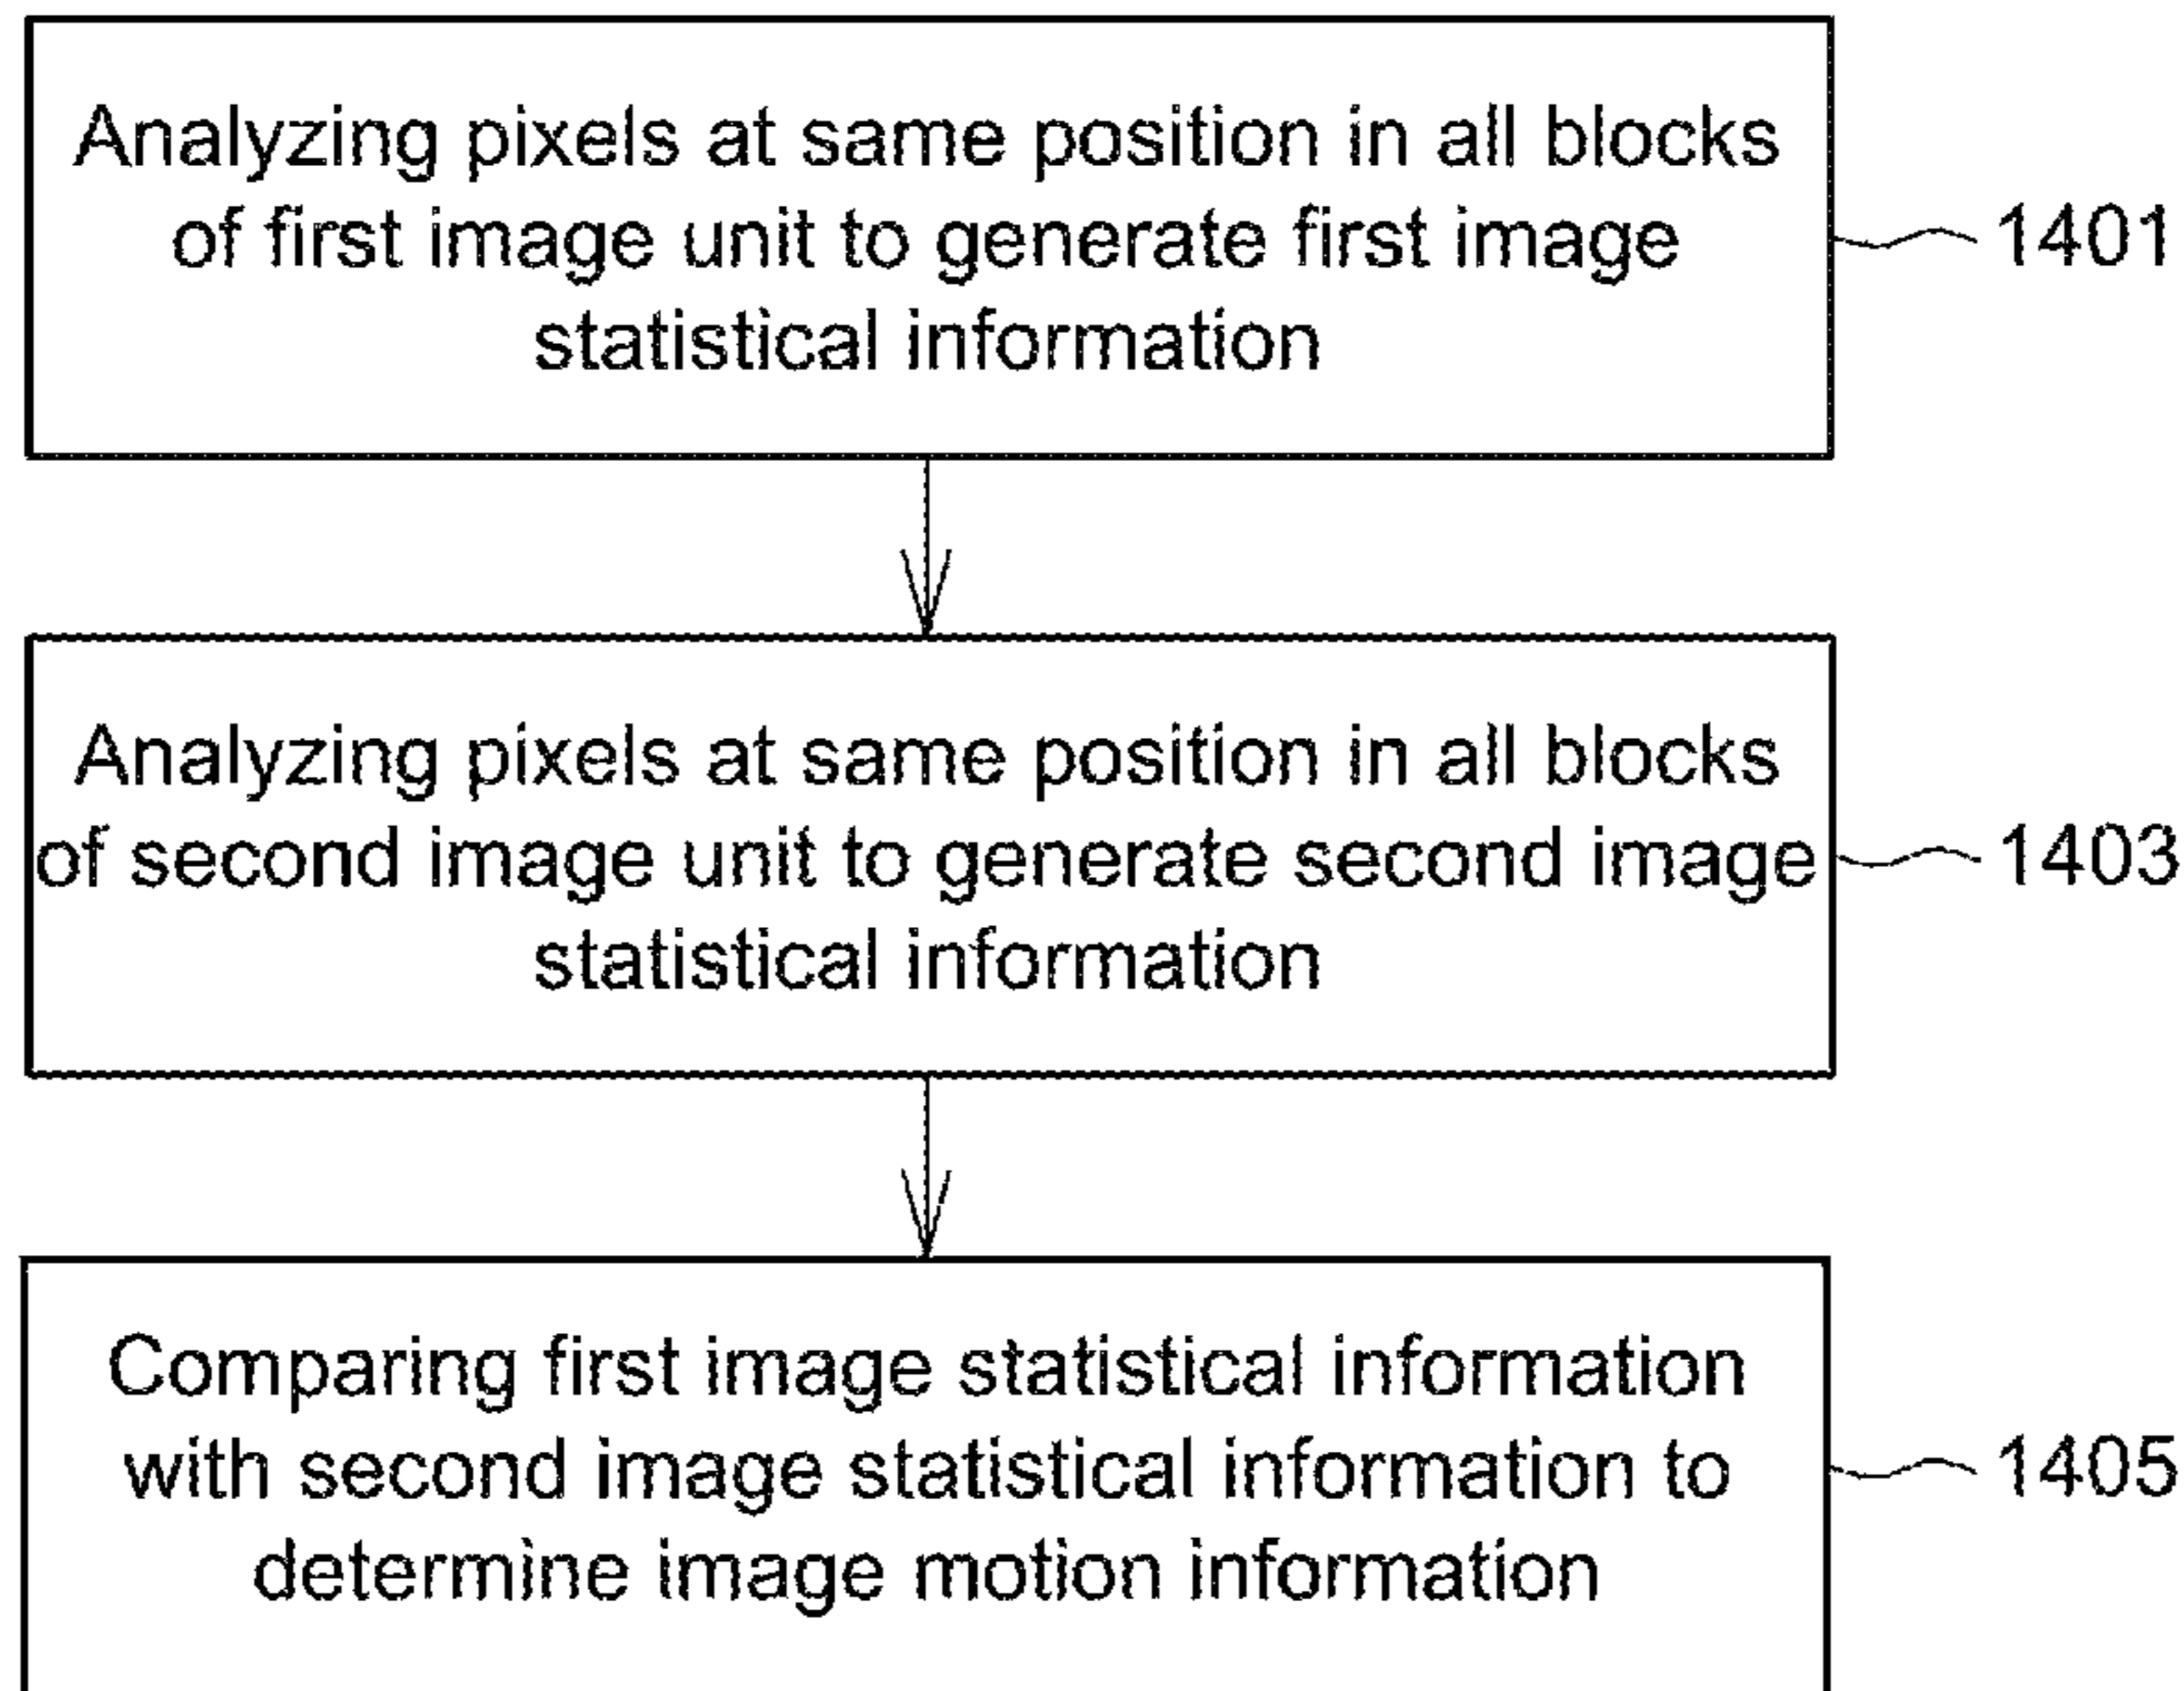 Analyzing pixels at same position in all blocks
of first image unit to generate first image
statistical information
1401
Analyzing pixels at same position in all blocks
of second image unit to generate second image
statistical information
1403
Comparing first image statistical information
with second image statistical information to
determine image motion information
1405